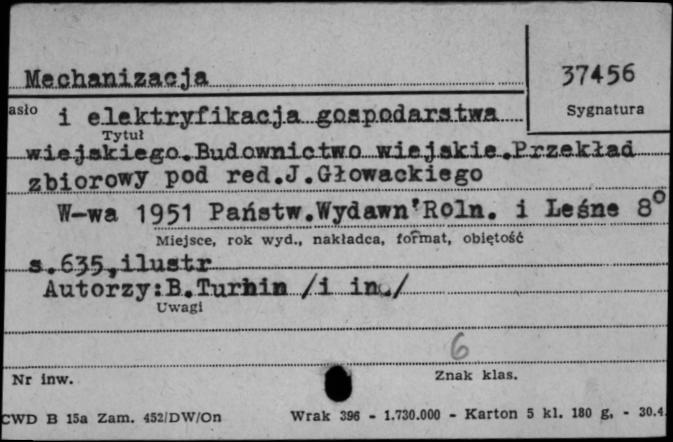 Mechanizacja
37456
asło
Sygnatura
i elektryfikacja gospodarstwa
Tytuł
wiejskiego.Budownictwo wiejskie.Przekład
zbiorowy pod red.J.Głowackiego
W-wa 1951 Państw.Wydawn'Roln. i Leśne 8°
Miejsce, rok wyd., nakładca, format, objętość
s.635,ilustr
Autorzy:B.Turhin /i in./
Uwagi
6
Nr inw.
Znak klas.
CWD B 15a Zam. 452/DW/On Wrak 396 - 1.730.000 - Karton 5 kl. 180 g. - 30.4.